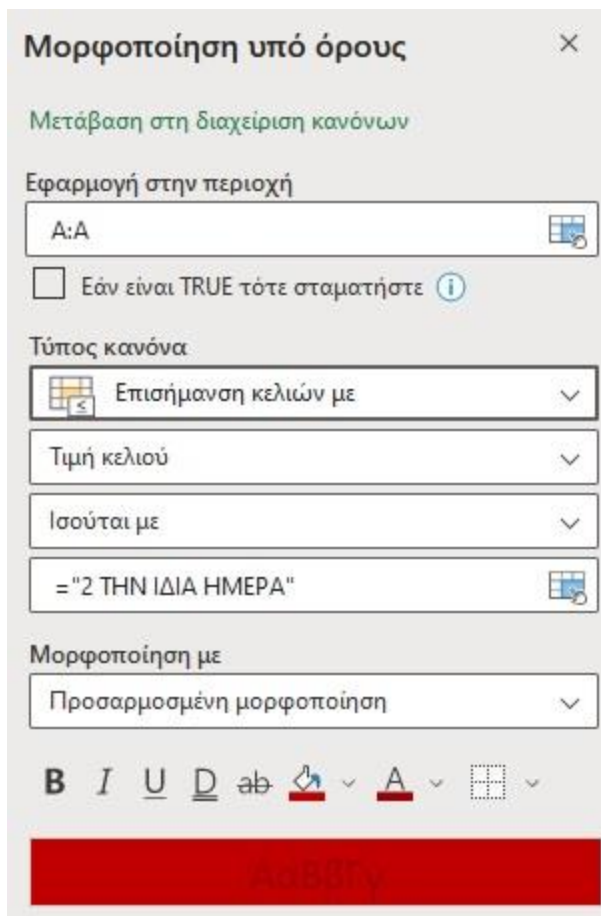 Μορφοποίηση υπό όρους
Μετάβαση στη διαχείριση κανόνων
Εφαρμογή στην περιοχή
A:A
Εάν είναι TRUE τότε σταματήστε
Τύπος κανόνα
Επισήμανση κελιών με
Τιμή κελιού
Ισούται με
="2 ΤΗΝ ΙΔΙΑ ΗΜΕΡΑ"
Μορφοποίηση με
Προσαρμοσμένη μορφοποίηση
B I U D ab A
ΑαΒβΓγ